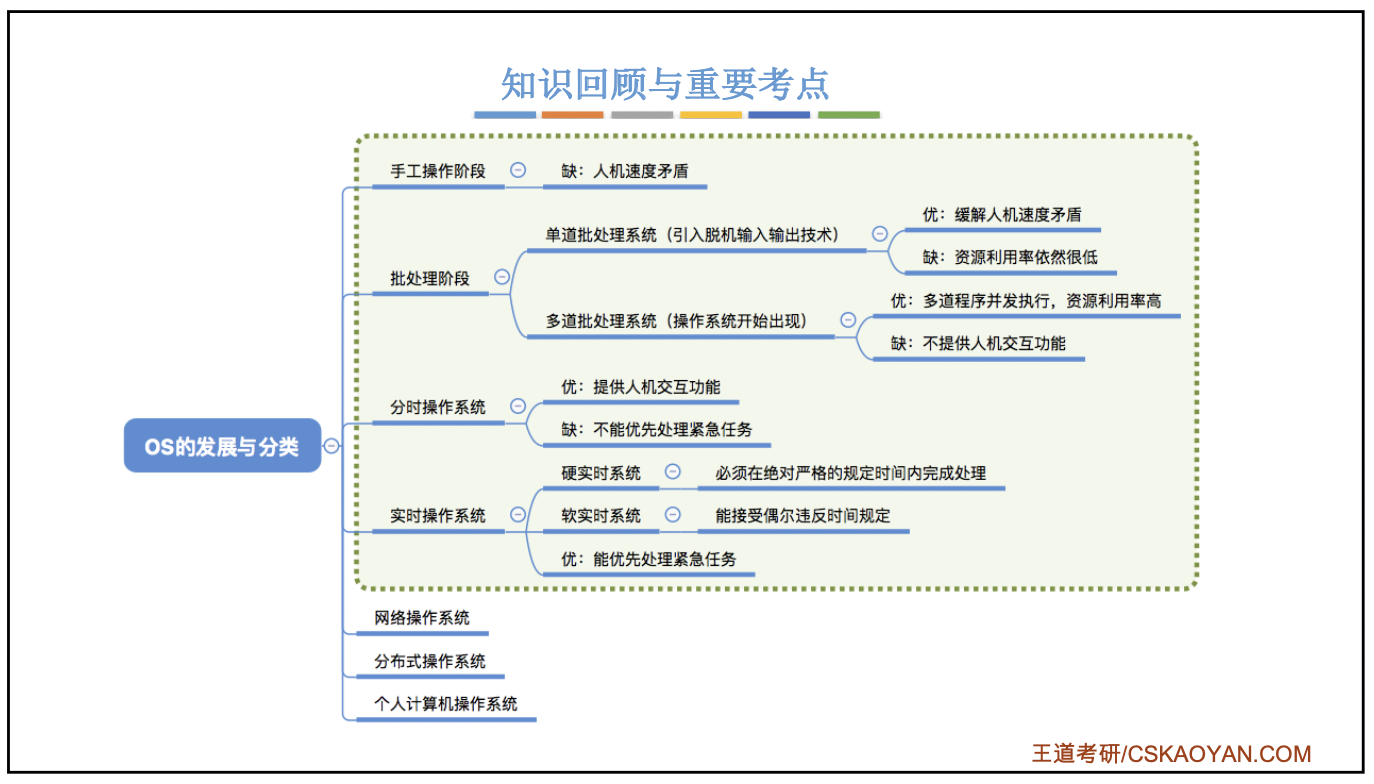 知识回顾与重要考点
手工操作阶段
缺：人机速度矛盾
批处理阶段
单道批处理系统（引入脱机输入输出技术）
优：缓解人机速度矛盾
缺：资源利用率依然很低
多道批处理系统（操作系统开始出现）
优：多道程序并发执行，资源利用率高
缺：不提供人机交互功能
OS的发展与分类
分时操作系统
优：提供人机交互功能
缺：不能优先处理紧急任务
实时操作系统
硬实时系统
必须在绝对严格的规定时间内完成处理
软实时系统
能接受偶尔违反时间规定
优：能优先处理紧急任务
网络操作系统
分布式操作系统
个人计算机操作系统
王道考研/CSKAOYAN.COM